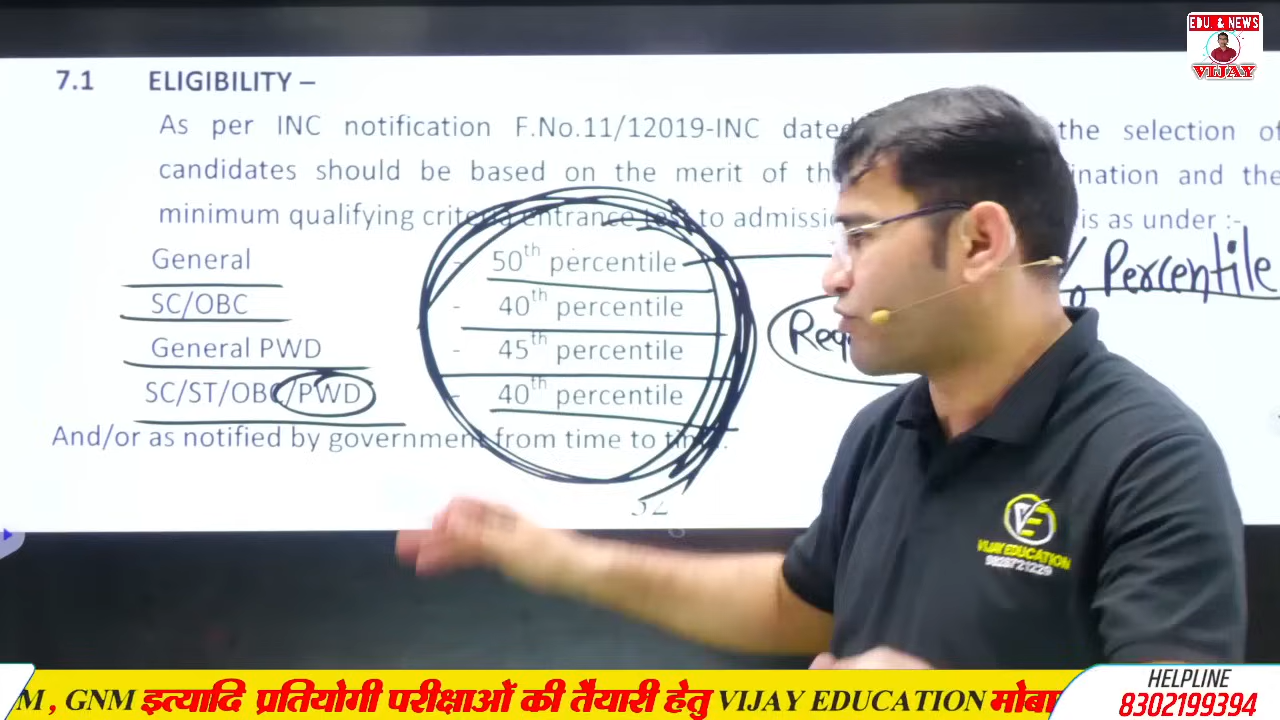 EDU. & NEWS
VIJAY
7.1 ELIGIBILITY –
As per INC notification F.No.11/12019-INC dated the selection of
candidates should be based on the merit of the and the
minimum qualifying criteria entrance test to is as under :-
General - 50th percentile Percentile
SC/OBC - 40th percentile
General PWD - 45th percentile
SC/ST/OBC/PWD - 40th percentile
And/or as notified by government from time to time.
32
VIJAY EDUCATION
M , GNM इत्यादि प्रतियोगी परीक्षाओं की तैयारी हेतु VIJAY EDUCATION
HELPLINE
8302199394